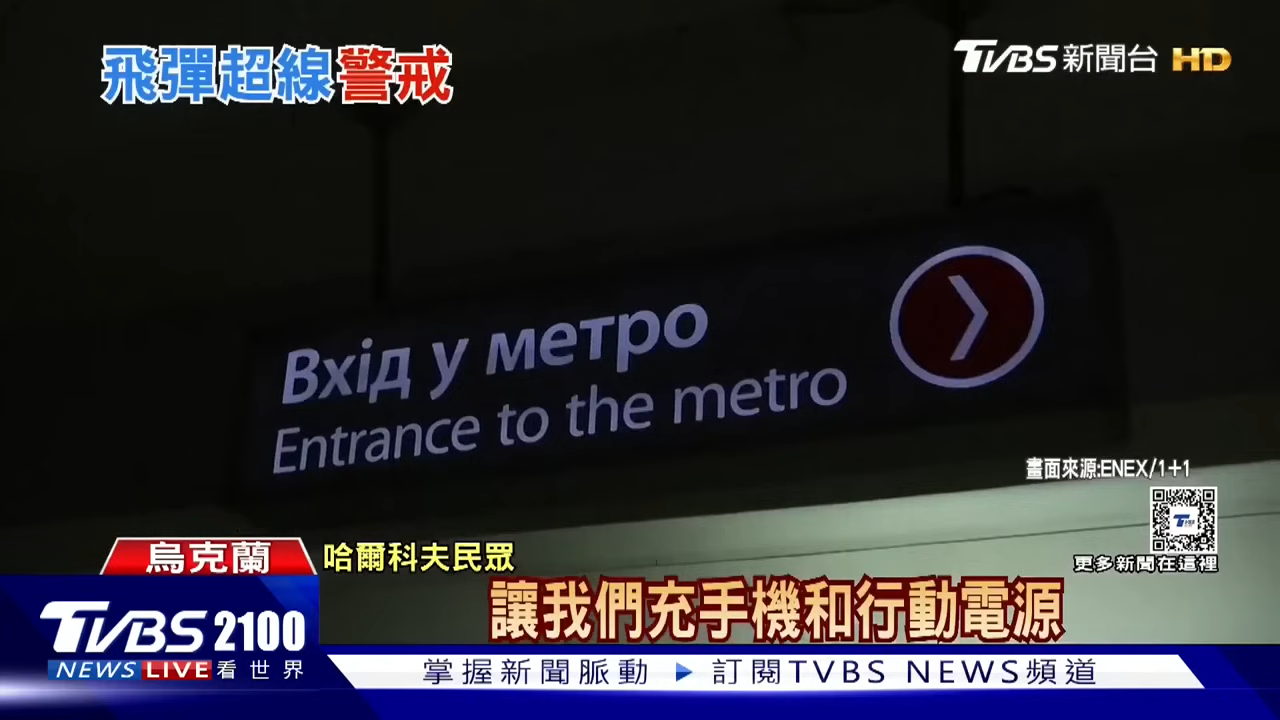 飛彈超線警戒
TVBS新聞台 HD
Вхід у метро
Entrance to the metro
畫面來源:ENEX/1+1
TVBS
更多新聞在這裡
烏克蘭
哈爾科夫民眾
讓我們充手機和行動電源
TVBS 2100
NEWS LIVE 看世界
掌握新聞脈動 ▶ 訂閱TVBS NEWS頻道